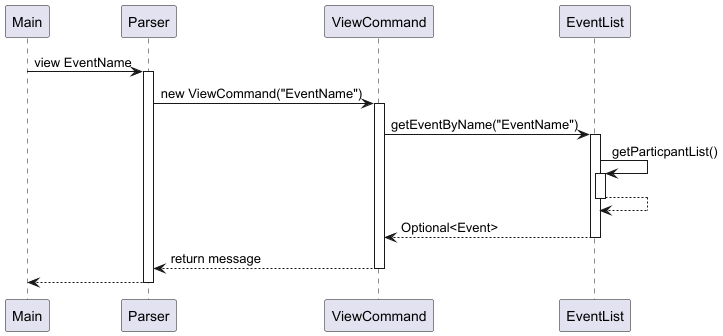 Main Parser ViewCommand EventList
view EventName
new ViewCommand("EventName")
getEventByName("EventName")
getParticpantList()
Optional<Event>
return message
Main Parser ViewCommand EventList